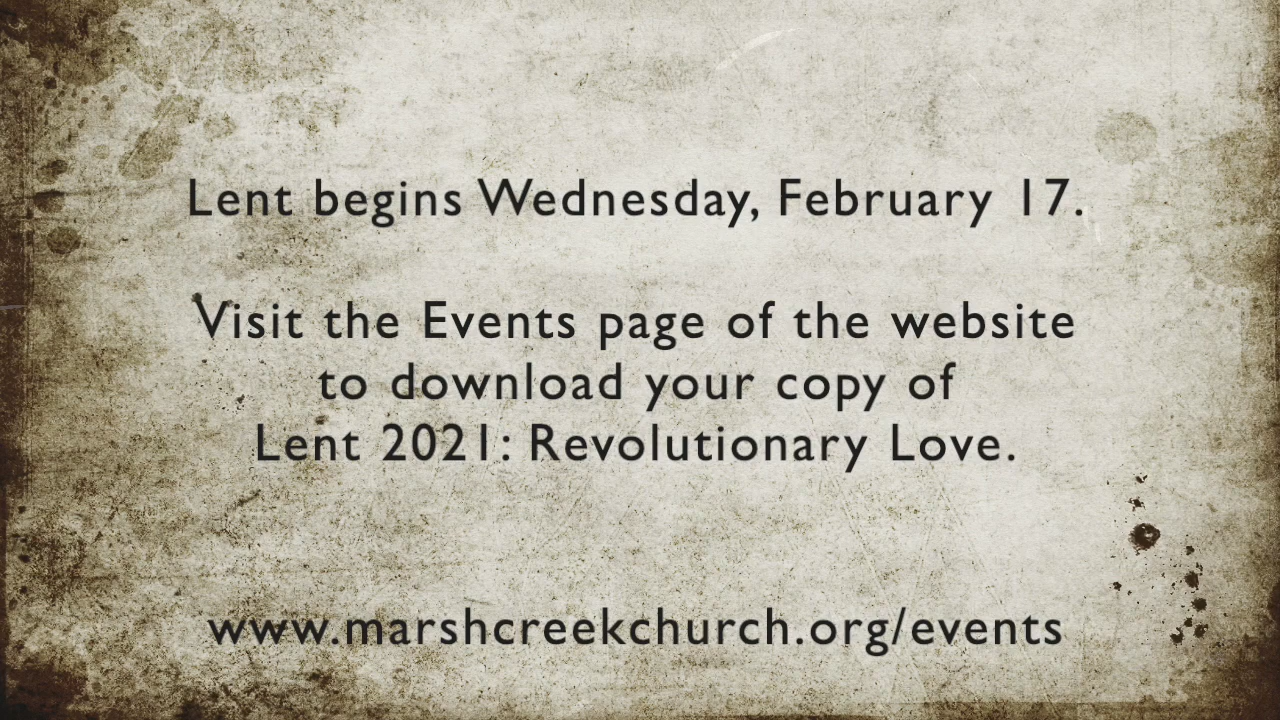 Lent begins Wednesday, February 17.
Visit the Events page of the website
to download your copy of
Lent 2021: Revolutionary Love.
www.marshcreekchurch.org/events